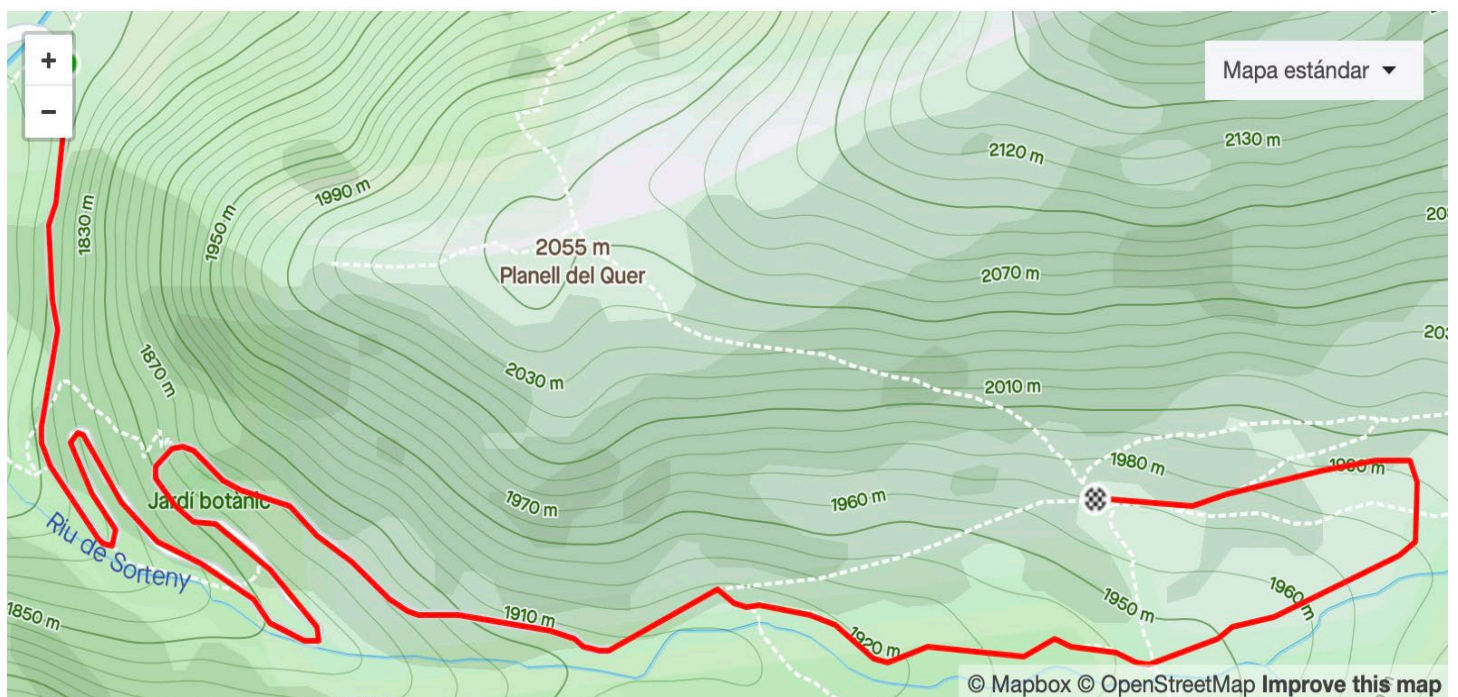 +
−
Mapa estándar
2130 m
2120 m
1990 m
1830 m
1950 m
2055 m
Planell del Quer
2070 m
1870 m
2030 m
2010 m
1980 m
1990 m
1960 m
1970 m
Jardí botànic
Riu de Sorteny
1960 m
1950 m
1910 m
1850 m
1920 m
© Mapbox © OpenStreetMap Improve this map